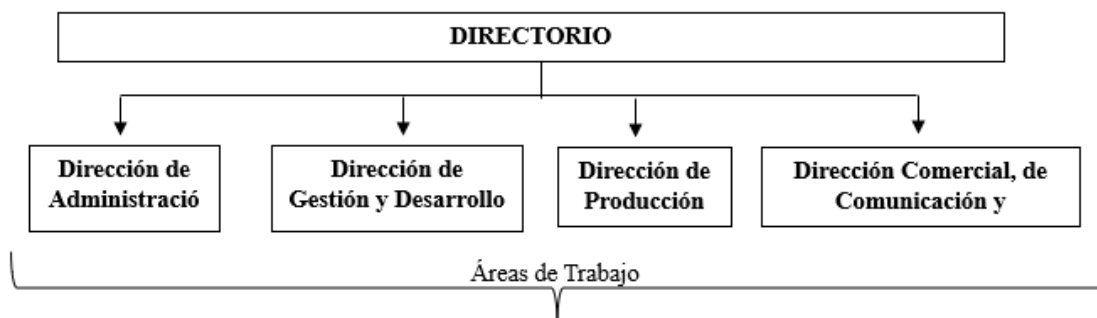 DIRECTORIO
Dirección de
Administració
Dirección de
Gestión y Desarrollo
Dirección de
Producción
Dirección Comercial, de
Comunicación y
Áreas de Trabajo